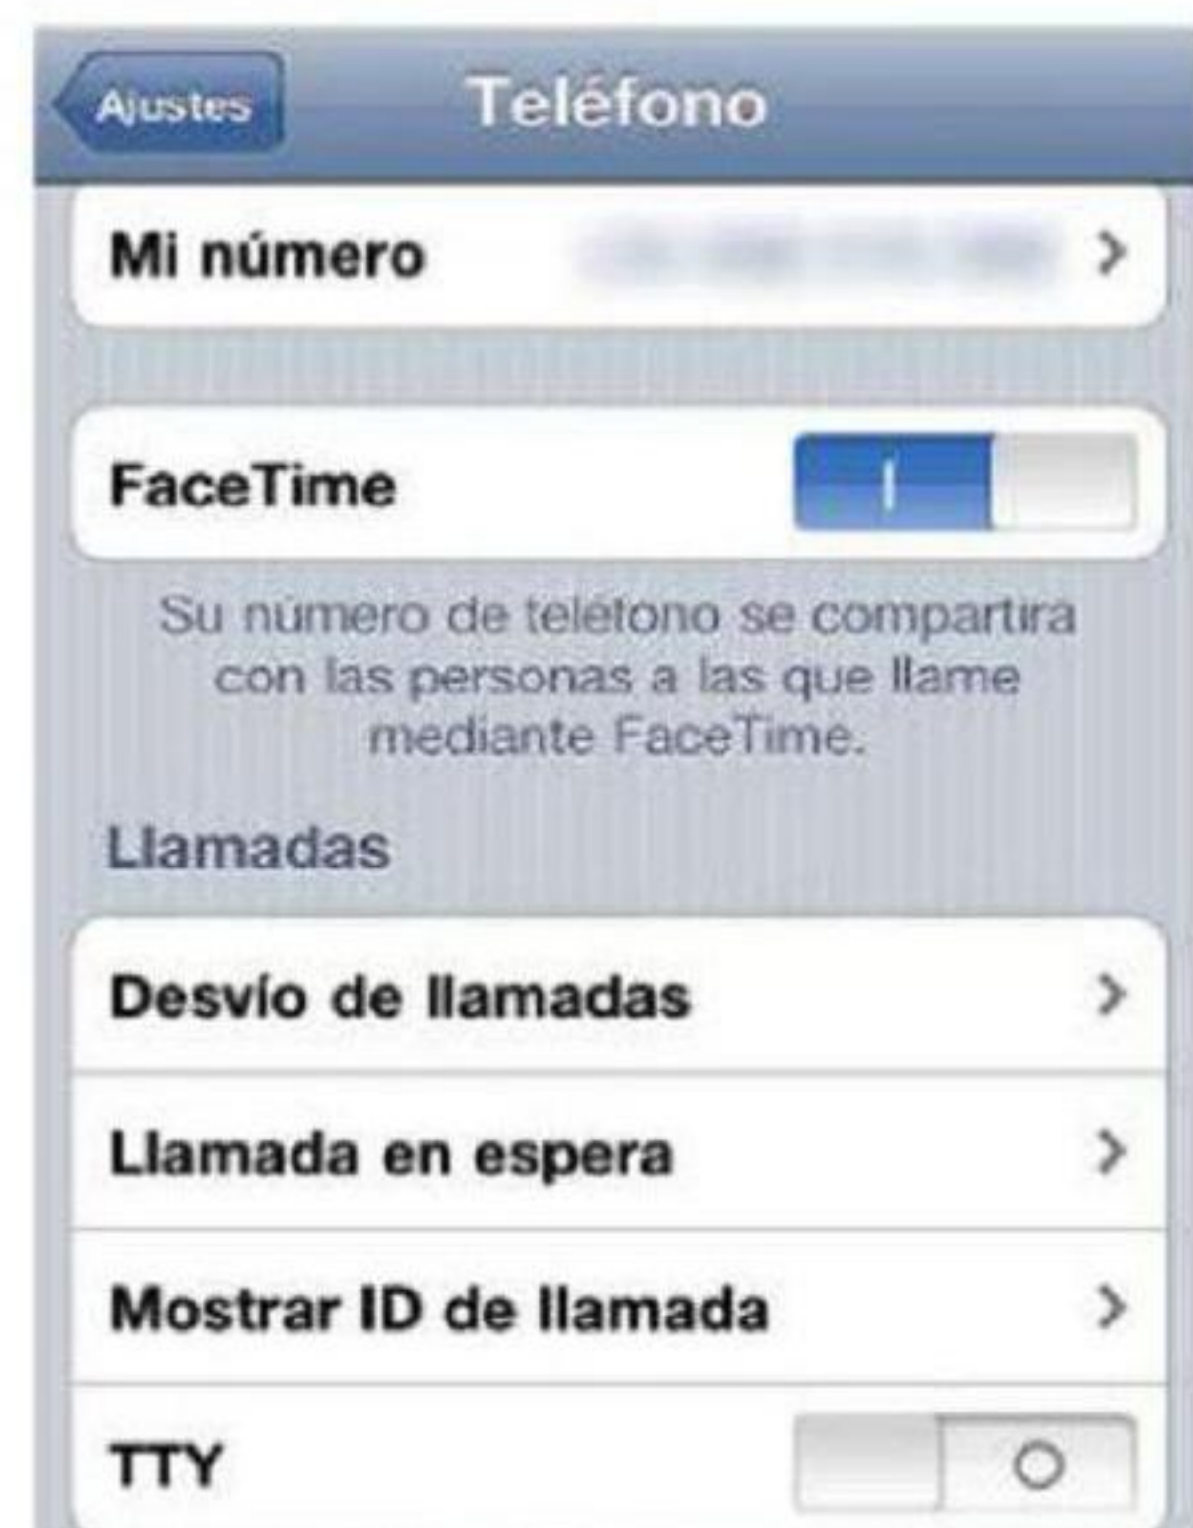 Ajustes
Teléfono
Mi número
FaceTime
Su número de teléfono se compartirá
con las personas a las que llame
mediante FaceTime.
Llamadas
Desvío de llamadas
Llamada en espera
Mostrar ID de llamada
TTY